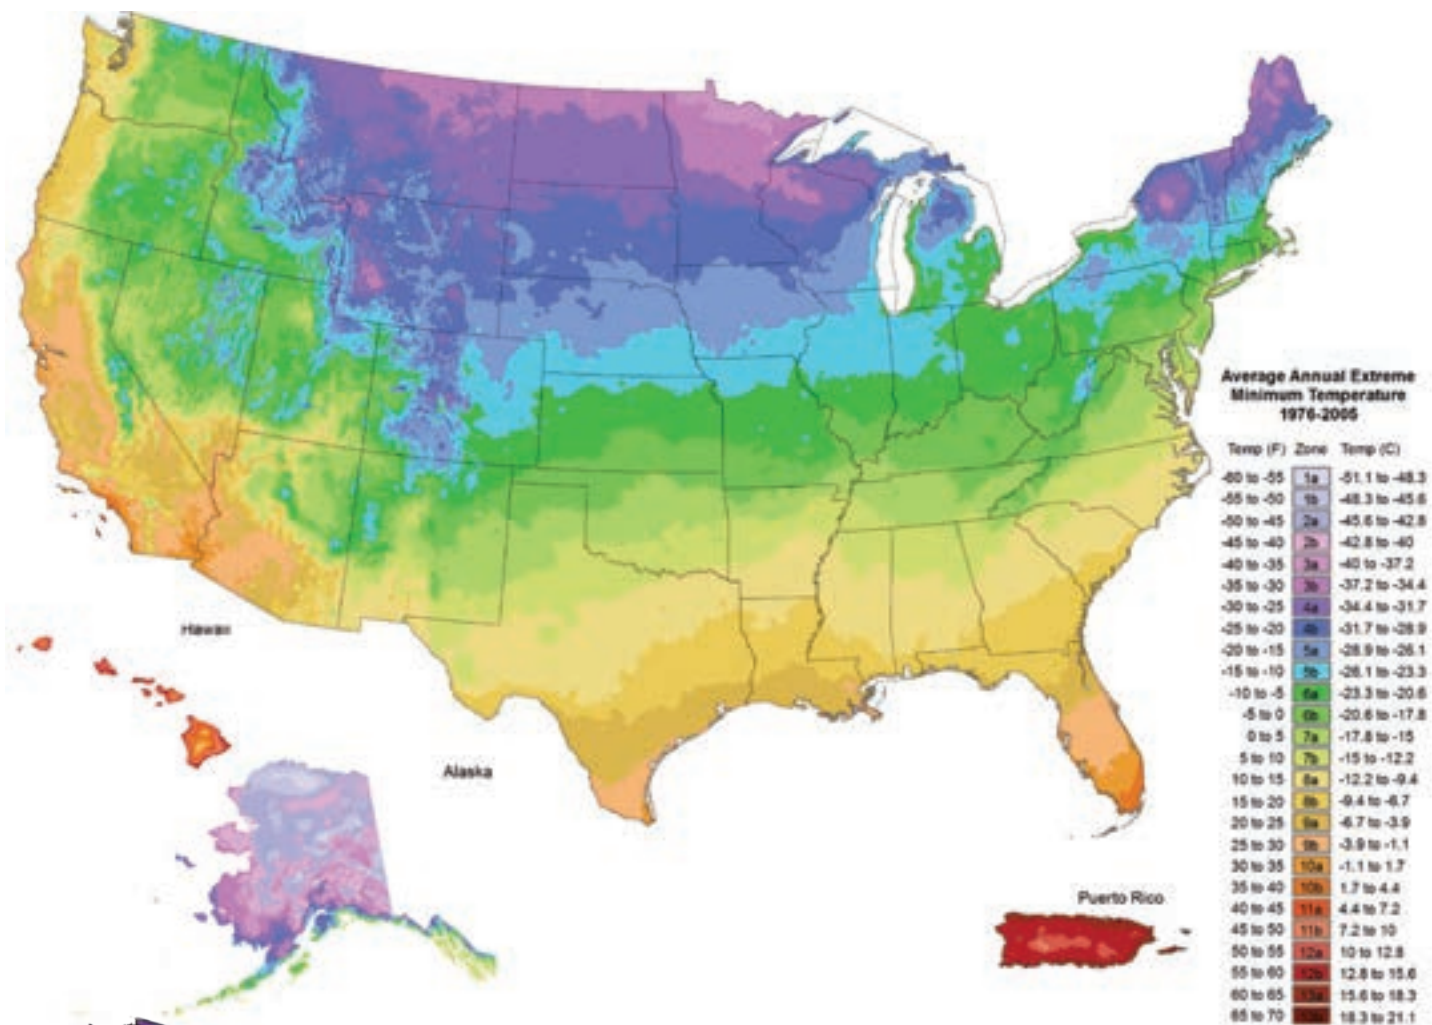 Average Annual Extreme
Minimum Temperature
1976-2005
Temp (F) Zone Temp (C)
-60 to -55 1a -51.1 to -48.3
-55 to -50 1b -48.3 to -45.6
-50 to -45 2a -45.6 to -42.8
-45 to -40 2b -42.8 to -40
-40 to -35 3a -40 to -37.2
-35 to -30 3b -37.2 to -34.4
-30 to -25 4a -34.4 to -31.7
-25 to -20 4b -31.7 to -28.9
-20 to -15 5a -28.9 to -26.1
-15 to -10 5b -26.1 to -23.3
-10 to -5 6a -23.3 to -20.6
-5 to 0 6b -20.6 to -17.8
0 to 5 7a -17.8 to -15
5 to 10 7b -15 to -12.2
10 to 15 8a -12.2 to -9.4
15 to 20 8b -9.4 to -6.7
20 to 25 9a -6.7 to -3.9
25 to 30 9b -3.9 to -1.1
30 to 35 10a -1.1 to 1.7
35 to 40 10b 1.7 to 4.4
40 to 45 11a 4.4 to 7.2
45 to 50 11b 7.2 to 10
50 to 55 12a 10 to 12.8
55 to 60 12b 12.8 to 15.6
60 to 65 13a 15.6 to 18.3
65 to 70 13b 18.3 to 21.1
Hawaii
Alaska
Puerto Rico